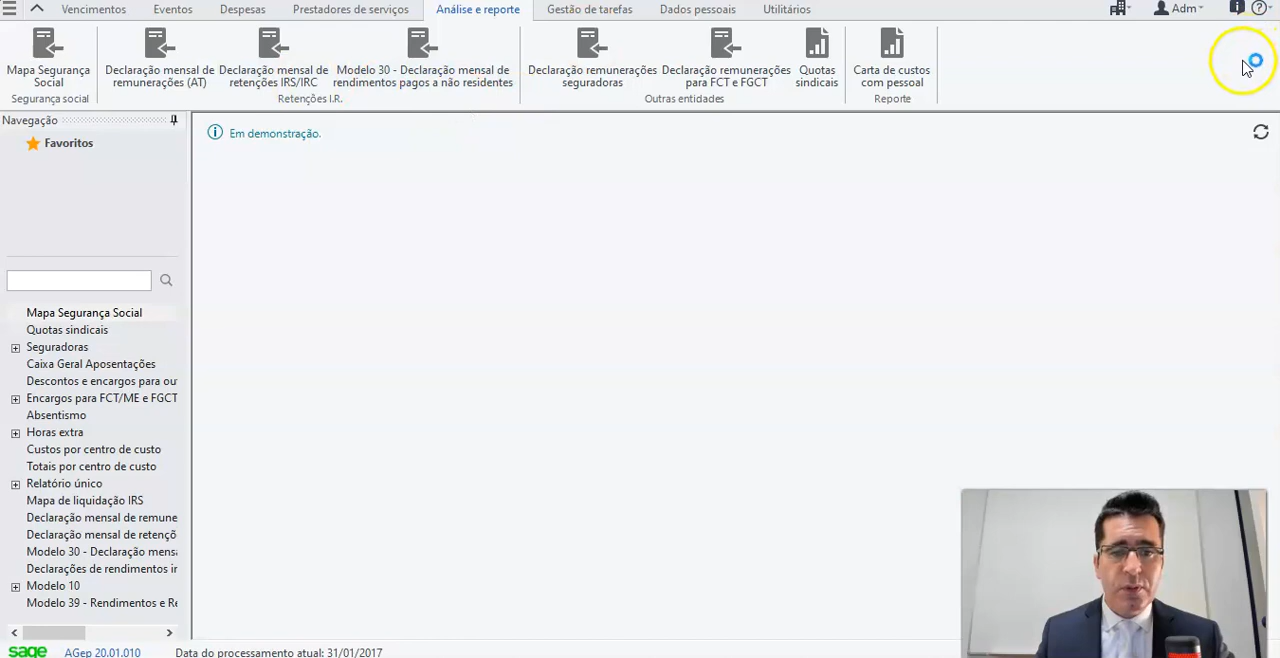 Vencimentos Eventos Despesas Prestadores de serviços Análise e reporte Gestão de tarefas Dados pessoais Utilitários Adm
Mapa Segurança Social
Segurança social
Declaração mensal de remunerações (AT)
Declaração mensal de retenções IRS/IRC
Modelo 30 - Declaração mensal de rendimentos pagos a não residentes
Retenções I.R.
Declaração remunerações seguradoras
Declaração remunerações para FCT e FGCT
Quotas sindicais
Outras entidades
Carta de custos com pessoal
Reporte
Navegação
Favoritos
Em demonstração.
Mapa Segurança Social
Quotas sindicais
Seguradoras
Caixa Geral Aposentações
Descontos e encargos para ou
Encargos para FCT/ME e FGCT
Absentismo
Horas extra
Custos por centro de custo
Totais por centro de custo
Relatório único
Mapa de liquidação IRS
Declaração mensal de remune
Declaração mensal de retençõ
Modelo 30 - Declaração mensa
Declarações de rendimentos ir
Modelo 10
Modelo 39 - Rendimentos e Re
sage AGep 20.01.010 Data do processamento atual: 31/01/2017